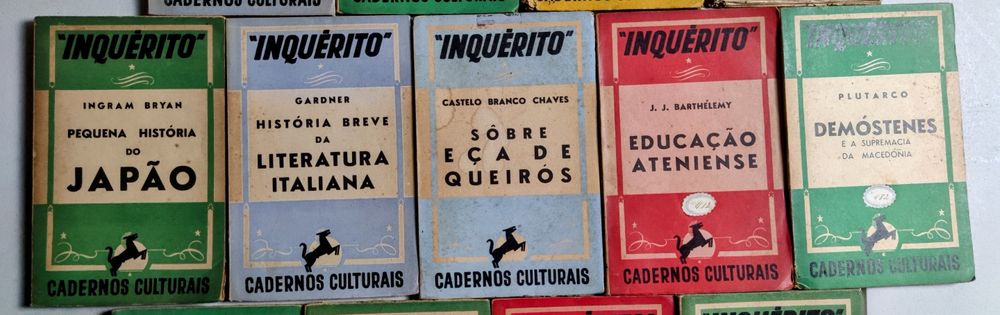 CADERNOS CULTURAIS
"INQUÉRITO"
INGRAM BRYAN
PEQUENA HISTÓRIA
DO
JAPÃO
CADERNOS CULTURAIS
"INQUÉRITO"
GARDNER
HISTÓRIA BREVE
DA
LITERATURA
ITALIANA
CADERNOS CULTURAIS
"INQUÉRITO"
CASTELO BRANCO CHAVES
SÔBRE
EÇA DE
QUEIRÓS
CADERNOS CULTURAIS
"INQUÉRITO"
J. J. BARTHÉLEMY
EDUCAÇÃO
ATENIENSE
CADERNOS CULTURAIS
"INQUÉRITO"
PLUTARCO
DEMÓSTENES
E A SUPREMACIA
DA MACEDÓNIA
CADERNOS CULTURAIS
"INQUÉRITO"